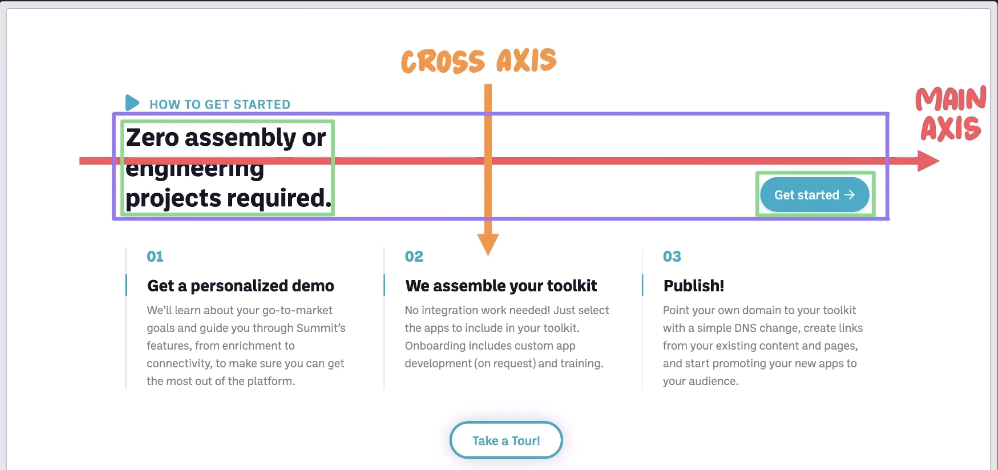 CROSS AXIS
MAIN
AXIS
HOW TO GET STARTED
Zero assembly or
engineering
projects required.
Get started →
01
Get a personalized demo
We'll learn about your go-to-market
goals and guide you through Summit's
features, from enrichment to
connectivity, to make sure you can get
the most out of the platform.
02
We assemble your toolkit
No integration work needed! Just select
the apps to include in your toolkit.
Onboarding includes custom app
development (on request) and training.
03
Publish!
Point your own domain to your toolkit
with a simple DNS change, create links
from your existing content and pages,
and start promoting your new apps to
your audience.
Take a Tour!